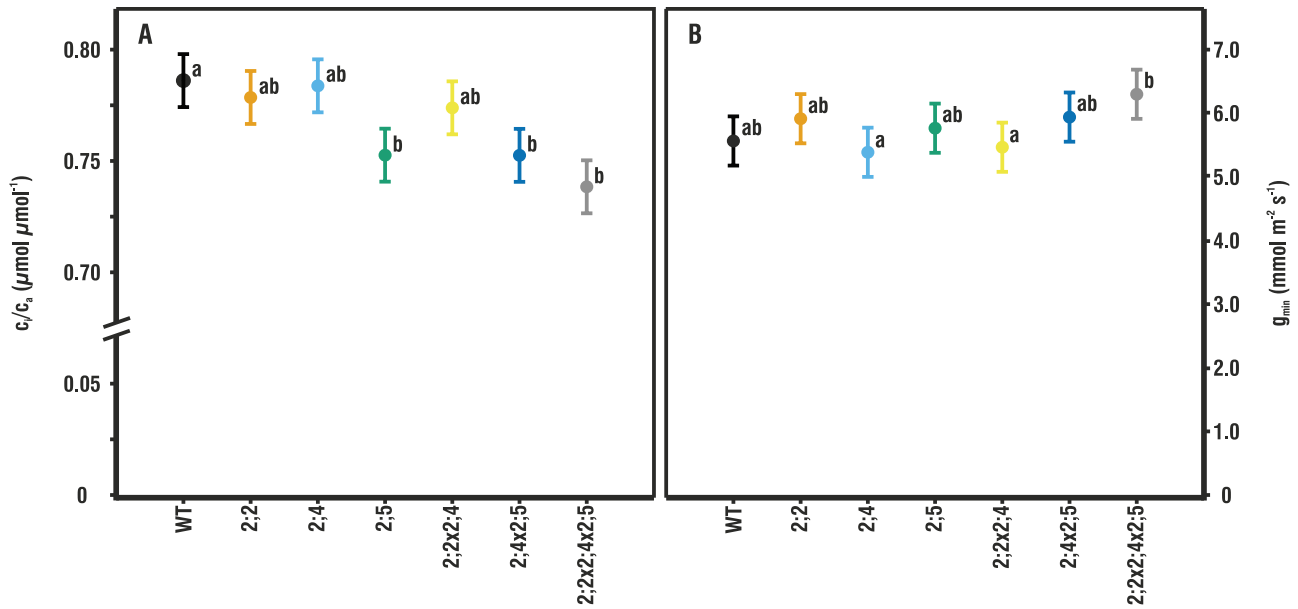 A
B
0.80
0.75
0.70
0.05
0
cᵢ/cₐ (µmol µmol⁻¹)
a
ab
ab
b
ab
b
b
WT
2;2
2;4
2;5
2;2x2;4
2;4x2;5
2;2x2;4x2;5
ab
ab
a
ab
a
ab
b
WT
2;2
2;4
2;5
2;2x2;4
2;4x2;5
2;2x2;4x2;5
7.0
6.0
5.0
4.0
3.0
2.0
1.0
0
gₘᵢₙ (mmol m⁻² s⁻¹)